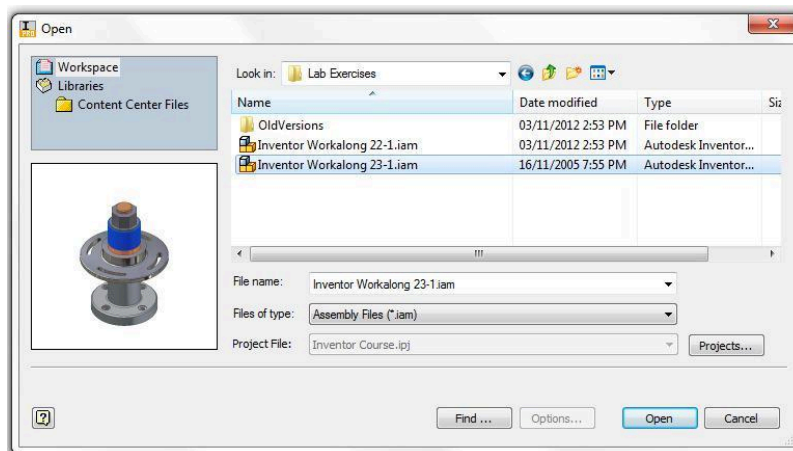 Open
Workspace
Libraries
Content Center Files
Look in: Lab Exercises
Name Date modified Type Siz
OldVersions 03/11/2012 2:53 PM File folder
Inventor Workalong 22-1.iam 03/11/2012 2:53 PM Autodesk Inventor...
Inventor Workalong 23-1.iam 16/11/2005 7:55 PM Autodesk Inventor...
File name: Inventor Workalong 23-1.iam
Files of type: Assembly Files (*.iam)
Project File: Inventor Course.ipj Projects...
Find ... Options... Open Cancel